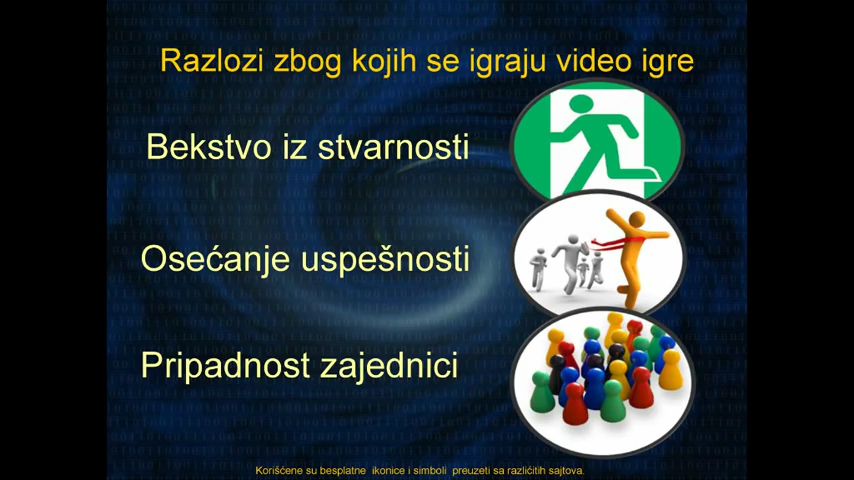 Razlozi zbog kojih se igraju video igre
Bekstvo iz stvarnosti
Osećanje uspešnosti
Pripadnost zajednici
Korišćene su besplatne ikonice i simboli preuzeti sa različitih sajtova.